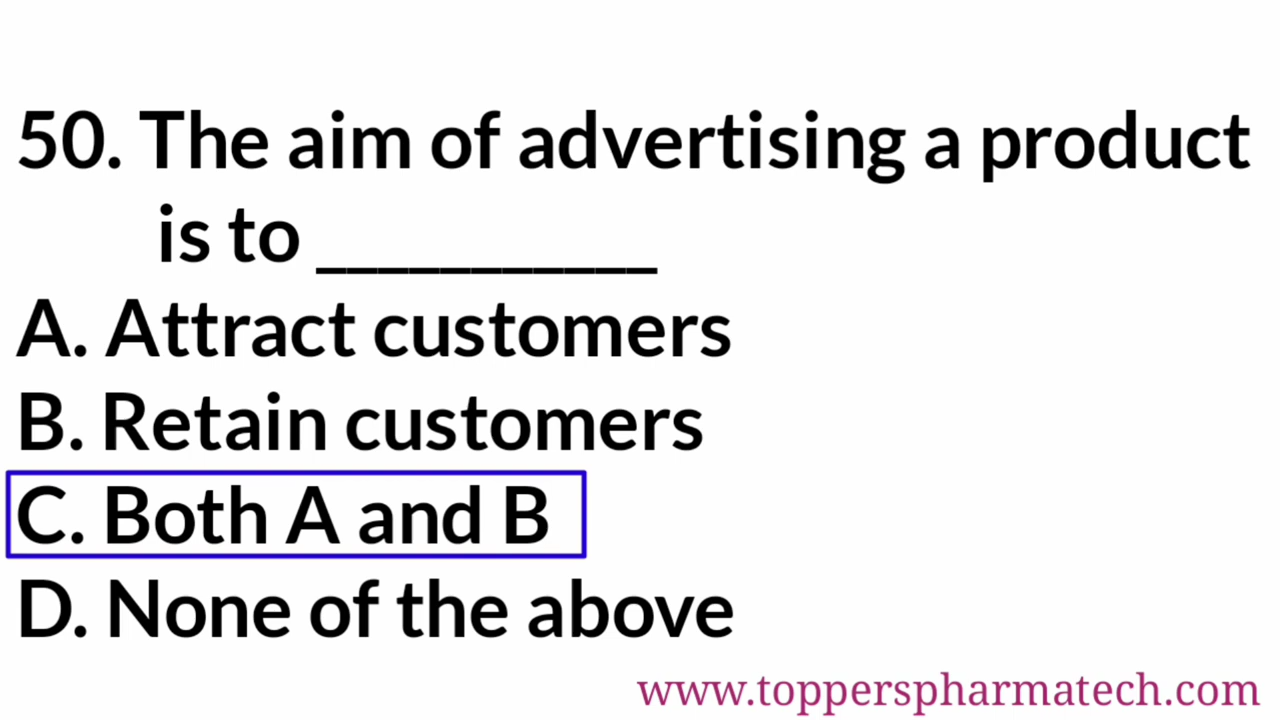 50. The aim of advertising a product
is to ___________
A. Attract customers
B. Retain customers
C. Both A and B
D. None of the above
www.topperspharmatech.com